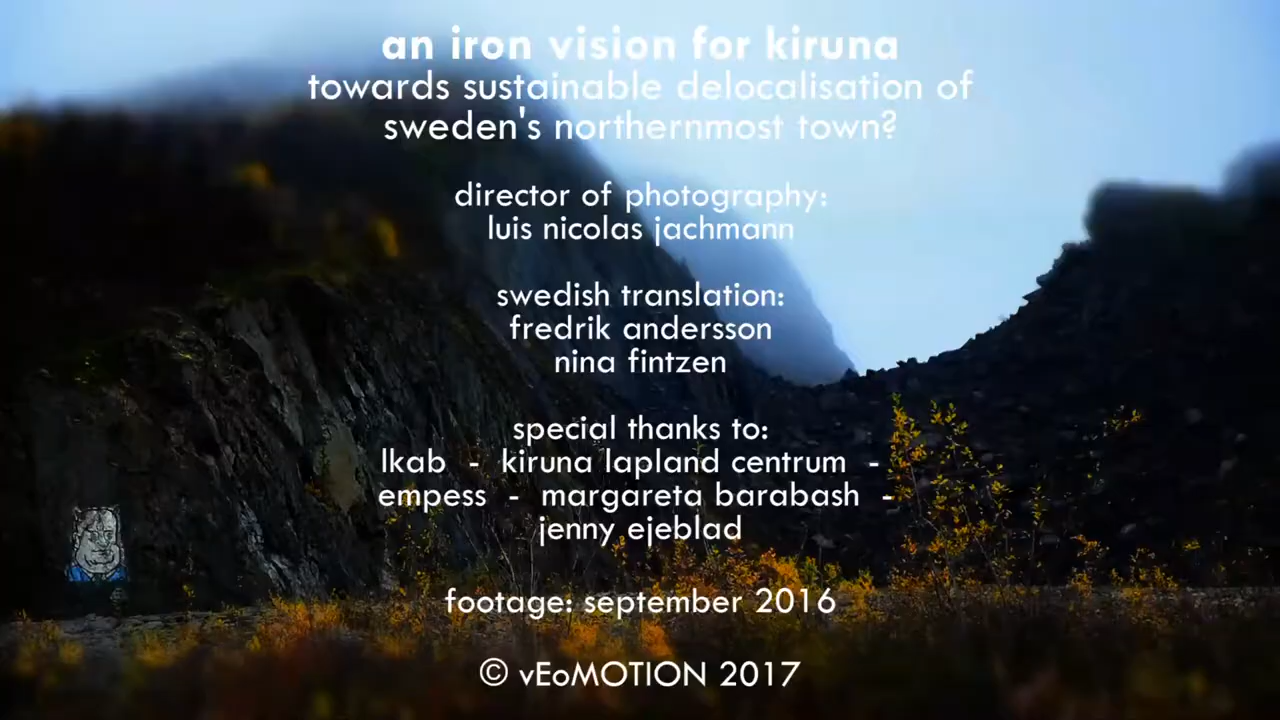 an iron vision for kiruna
towards sustainable delocalisation of
sweden's northernmost town?
director of photography:
luis nicolas jachmann
swedish translation:
fredrik andersson
nina fintzen
special thanks to:
lkab - kiruna lapland centrum -
empess - margareta barabash -
jenny ejeblad
footage: september 2016
© vEoMOTION 2017